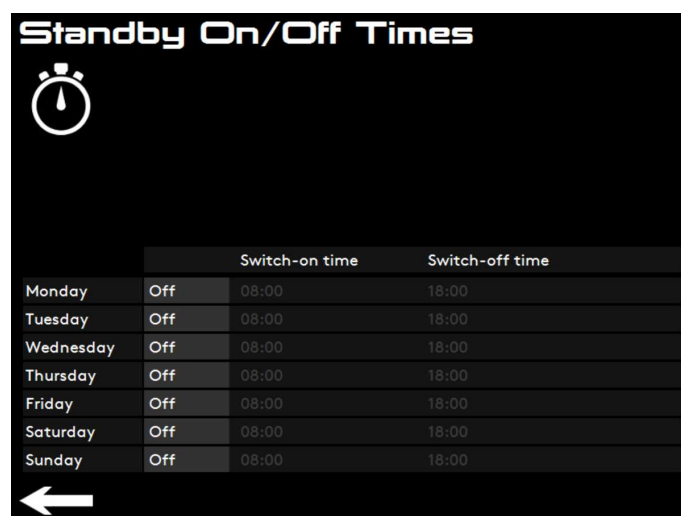 Standby On/Off Times
Switch-on time Switch-off time
Monday Off 08:00 18:00
Tuesday Off 08:00 18:00
Wednesday Off 08:00 18:00
Thursday Off 08:00 18:00
Friday Off 08:00 18:00
Saturday Off 08:00 18:00
Sunday Off 08:00 18:00